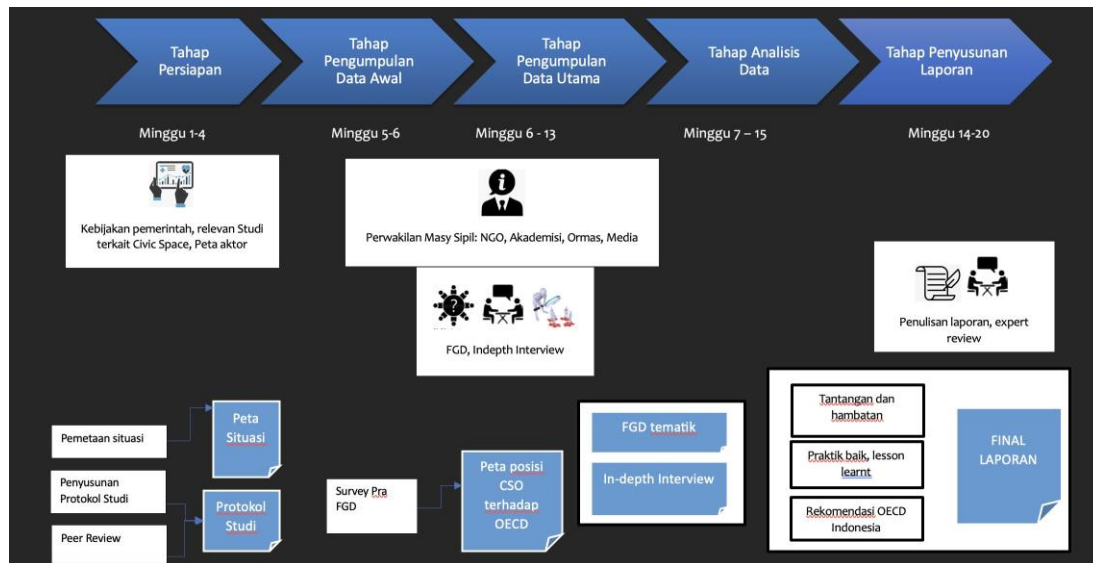 Tahap
Persiapan
Tahap
Pengumpulan
Data Awal
Tahap
Pengumpulan
Data Utama
Tahap Analisis
Data
Tahap Penyusunan
Laporan
Minggu 1-4
Minggu 5-6
Minggu 6 - 13
Minggu 7 – 15
Minggu 14-20
Kebijakan pemerintah, relevan Studi
terkait Civic Space, Peta aktor
Perwakilan Masy Sipil: NGO, Akademisi, Ormas, Media
FGD, Indepth Interview
Penulisan laporan, expert
review
Pemetaan situasi
Peta
Situasi
Penyusunan
Protokol Studi
Peer Review
Protokol
Studi
Survey Pra
FGD
Peta posisi
CSO
terhadap
OECD
FGD tematik
In-depth Interview
Tantangan dan
hambatan
Praktik baik, lesson
learnt
Rekomendasi OECD
Indonesia
FINAL
LAPORAN